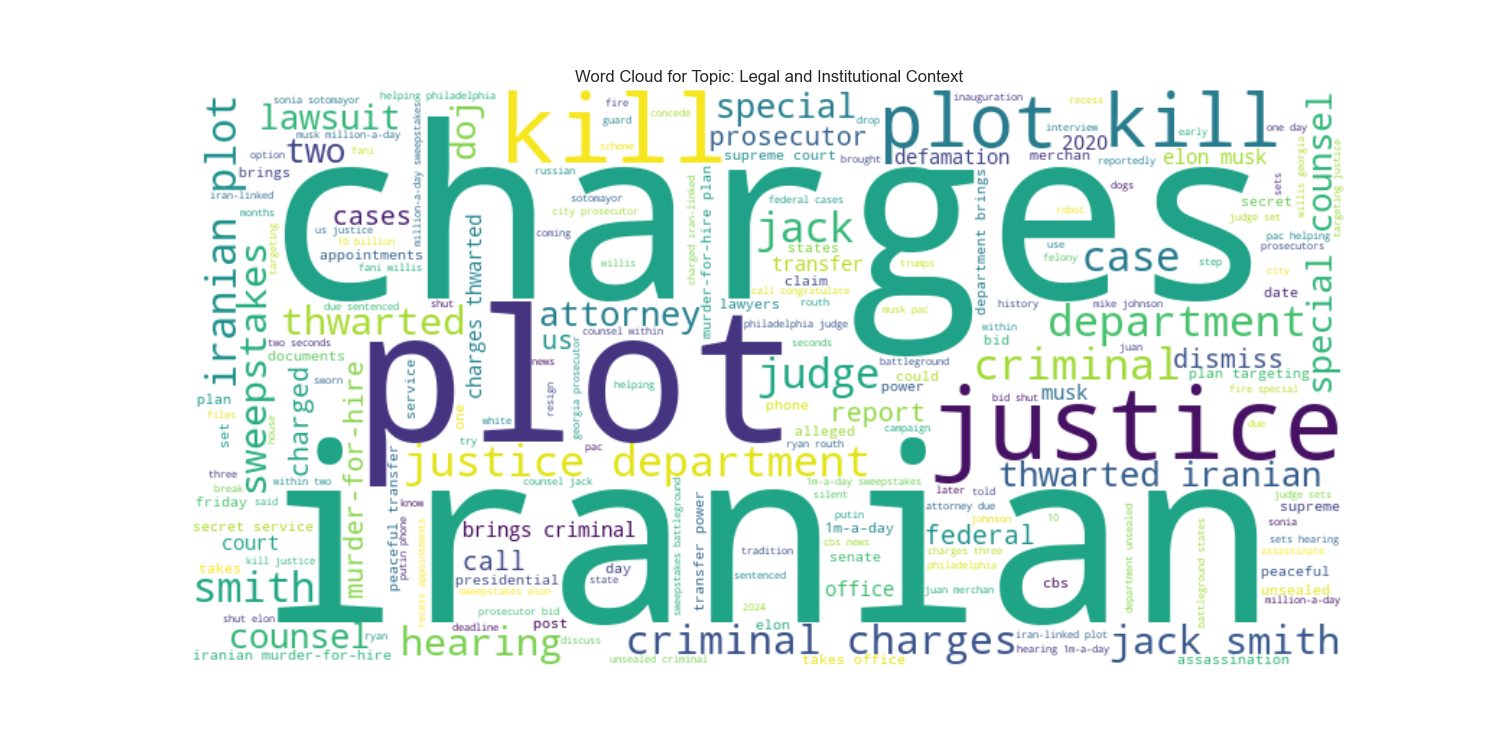 Word Cloud for Topic: Legal and Institutional Context
sonia sotomayor
helping philadelphia
lawsuit
musk million-a-day
two
option
fani
brings
iran-linked
months
us justice
10 billion
appointments
fani willis
targeting
cases
iranian plot
sweepstakes
million-a-day sweepstakes
doj
kill
fire
guard
scheme
concede
russian
sotomayor
city prosecutor
coming
willis
special
prosecutor
drop
supreme court
brought
plot kill
inauguration
recess
interview
2020
early
one day
defamation
merchan
reportedly
elon musk
dogs
secret
judge set
sets
willis georgia
targeting justice
special counsel
charges
federal cases
jack
states
transfer
claim
trumps
call congratulate
charged iran-linked
murder-for-hire plan
department brings
robot
use
felony
case
step
pac helping
prosecutors
city
date
due sentenced
shut
thwarted
charges thwarted
two seconds
documents
attorney
us
counsel within
lawyers
routh
musk pac
philadelphia judge
seconds
history
mike johnson
within
bid
juan
department
battleground
criminal
dismiss
plan targeting
fire special
plot
news
georgia prosecutor
helping
resign
judge
could
power
bid shut
musk
due
plan
set
files
house
sworn
charged
murder-for-hire
service
one
white
try
pac
phone
report
alleged
campaign
ryan routh
justice
three
break
within two
friday
said
justice department
counsel jack
1m-a-day sweepstakes
silent
later told
thwarted iranian
judge sets
attorney due
supreme
iranian
know
peaceful transfer
putin phone
recess appointments
secret service
court
kill justice
takes
smith
brings criminal
call
presidential
day
state
sweepstakes elon
sweepstakes battleground
transfer power
tradition
sentenced
2024
putin
1m-a-day
cbs news
senate
office
johnson
10
federal
charges three
philadelphia
juan merchan
cbs
department unsealed
battleground states
sonia
sets hearing
assassinate
peaceful
unsealed
million-a-day
shut elon
counsel
ryan
iranian murder-for-hire
hearing
prosecutor bid
deadline
post
discuss
elon
criminal charges
unsealed criminal
takes office
iran-linked plot
hearing 1m-a-day
jack smith
assassination